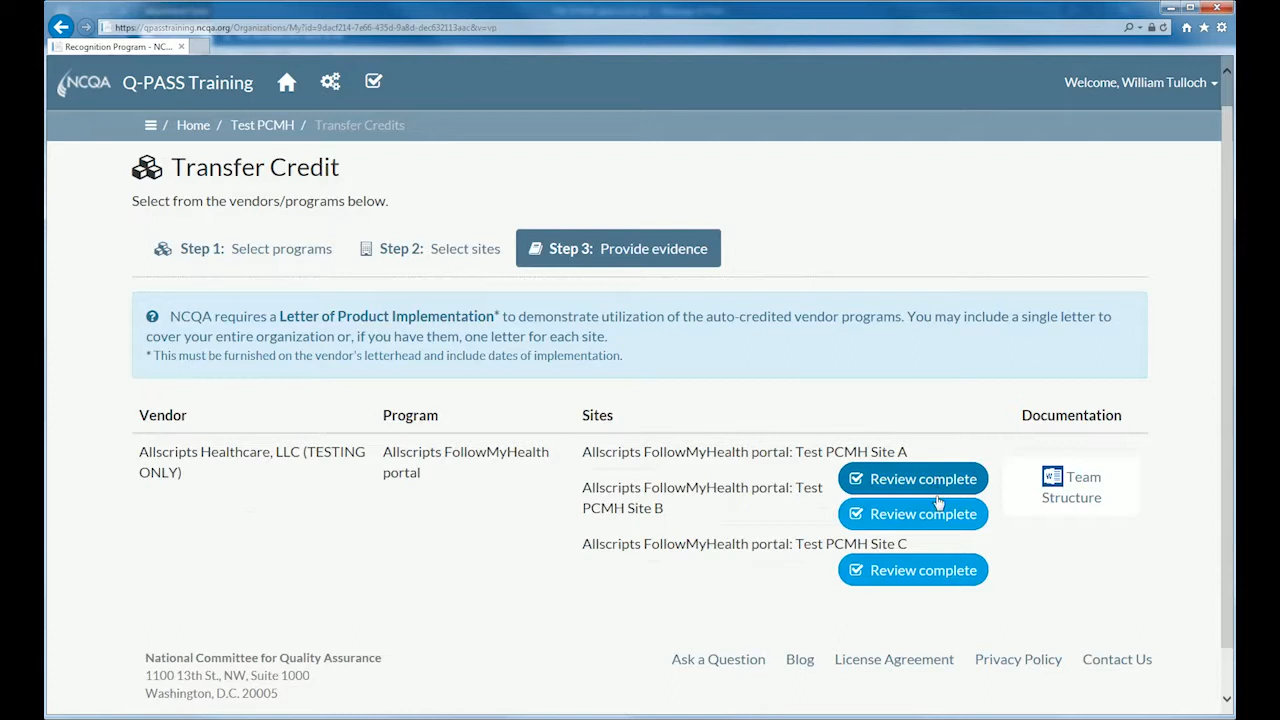 https://qpasstraining.ncqa.org/Organizations/My?id=9dacf214-7e66-435d-9a8d-dec632113aac&v=vp
Recognition Program - NC...
NCQA Q-PASS Training
Welcome, William Tulloch
/ Home / Test PCMH / Transfer Credits
Transfer Credit
Select from the vendors/programs below.
Step 1: Select programs Step 2: Select sites Step 3: Provide evidence
NCQA requires a Letter of Product Implementation* to demonstrate utilization of the auto-credited vendor programs. You may include a single letter to
cover your entire organization or, if you have them, one letter for each site.
* This must be furnished on the vendor's letterhead and include dates of implementation.
Vendor Program Sites Documentation
Allscripts Healthcare, LLC (TESTING
ONLY)
Allscripts FollowMyHealth
portal
Allscripts FollowMyHealth portal: Test PCMH Site A
Review complete
Allscripts FollowMyHealth portal: Test
PCMH Site B
Review complete
Allscripts FollowMyHealth portal: Test PCMH Site C
Review complete
Team
Structure
National Committee for Quality Assurance
1100 13th St., NW, Suite 1000
Washington, D.C. 20005
Ask a Question Blog License Agreement Privacy Policy Contact Us